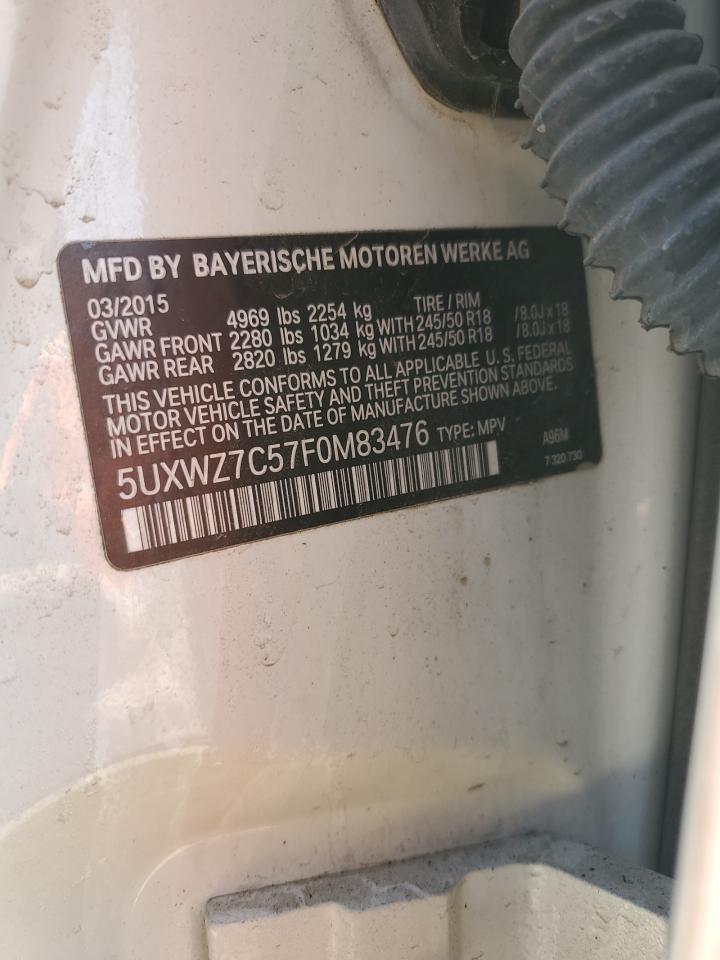 MFD BY BAYERISCHE MOTOREN WERKE AG
03/2015 TIRE / RIM
GVWR 4969 lbs 2254 kg
GAWR FRONT 2280 lbs 1034 kg WITH 245/50 R18 /8.0J x 18
GAWR REAR 2820 lbs 1279 kg WITH 245/50 R18 /8.0J x 18
THIS VEHICLE CONFORMS TO ALL APPLICABLE U.S. FEDERAL
MOTOR VEHICLE SAFETY AND THEFT PREVENTION STANDARDS
IN EFFECT ON THE DATE OF MANUFACTURE SHOWN ABOVE.
5UXWZ7C57F0M83476 TYPE: MPV A96M
7 320 730